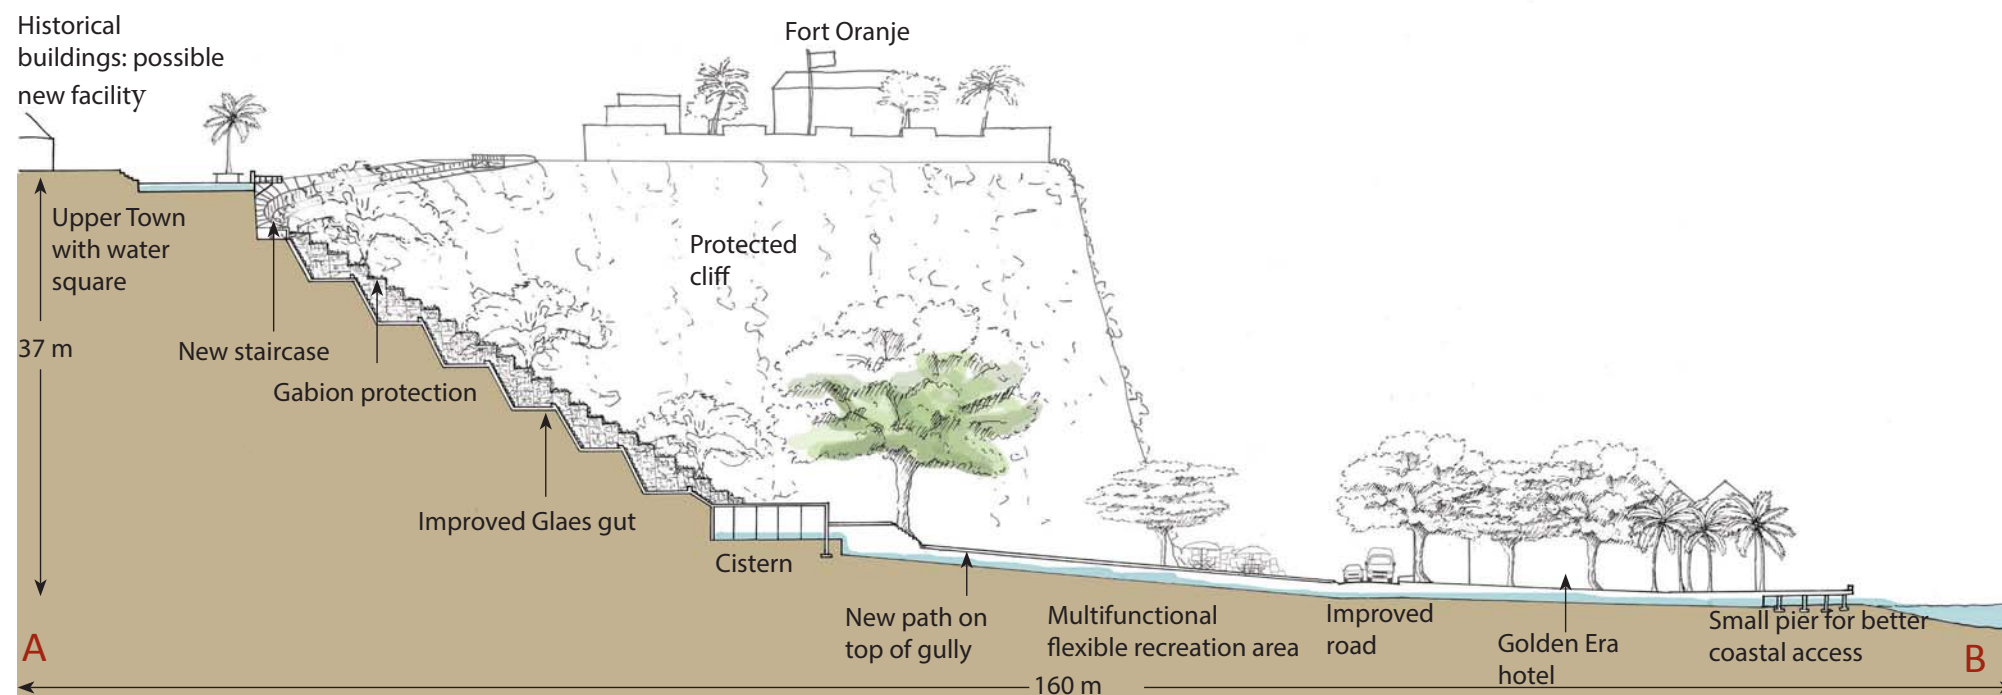 Historical
buildings: possible
new facility
Fort Oranje
Upper Town
with water
square
Protected
cliff
37 m
New staircase
Gabion protection
Improved Glaes gut
Cistern
New path on
top of gully
Multifunctional
flexible recreation area
Improved
road
Golden Era
hotel
Small pier for better
coastal access
A
B
160 m